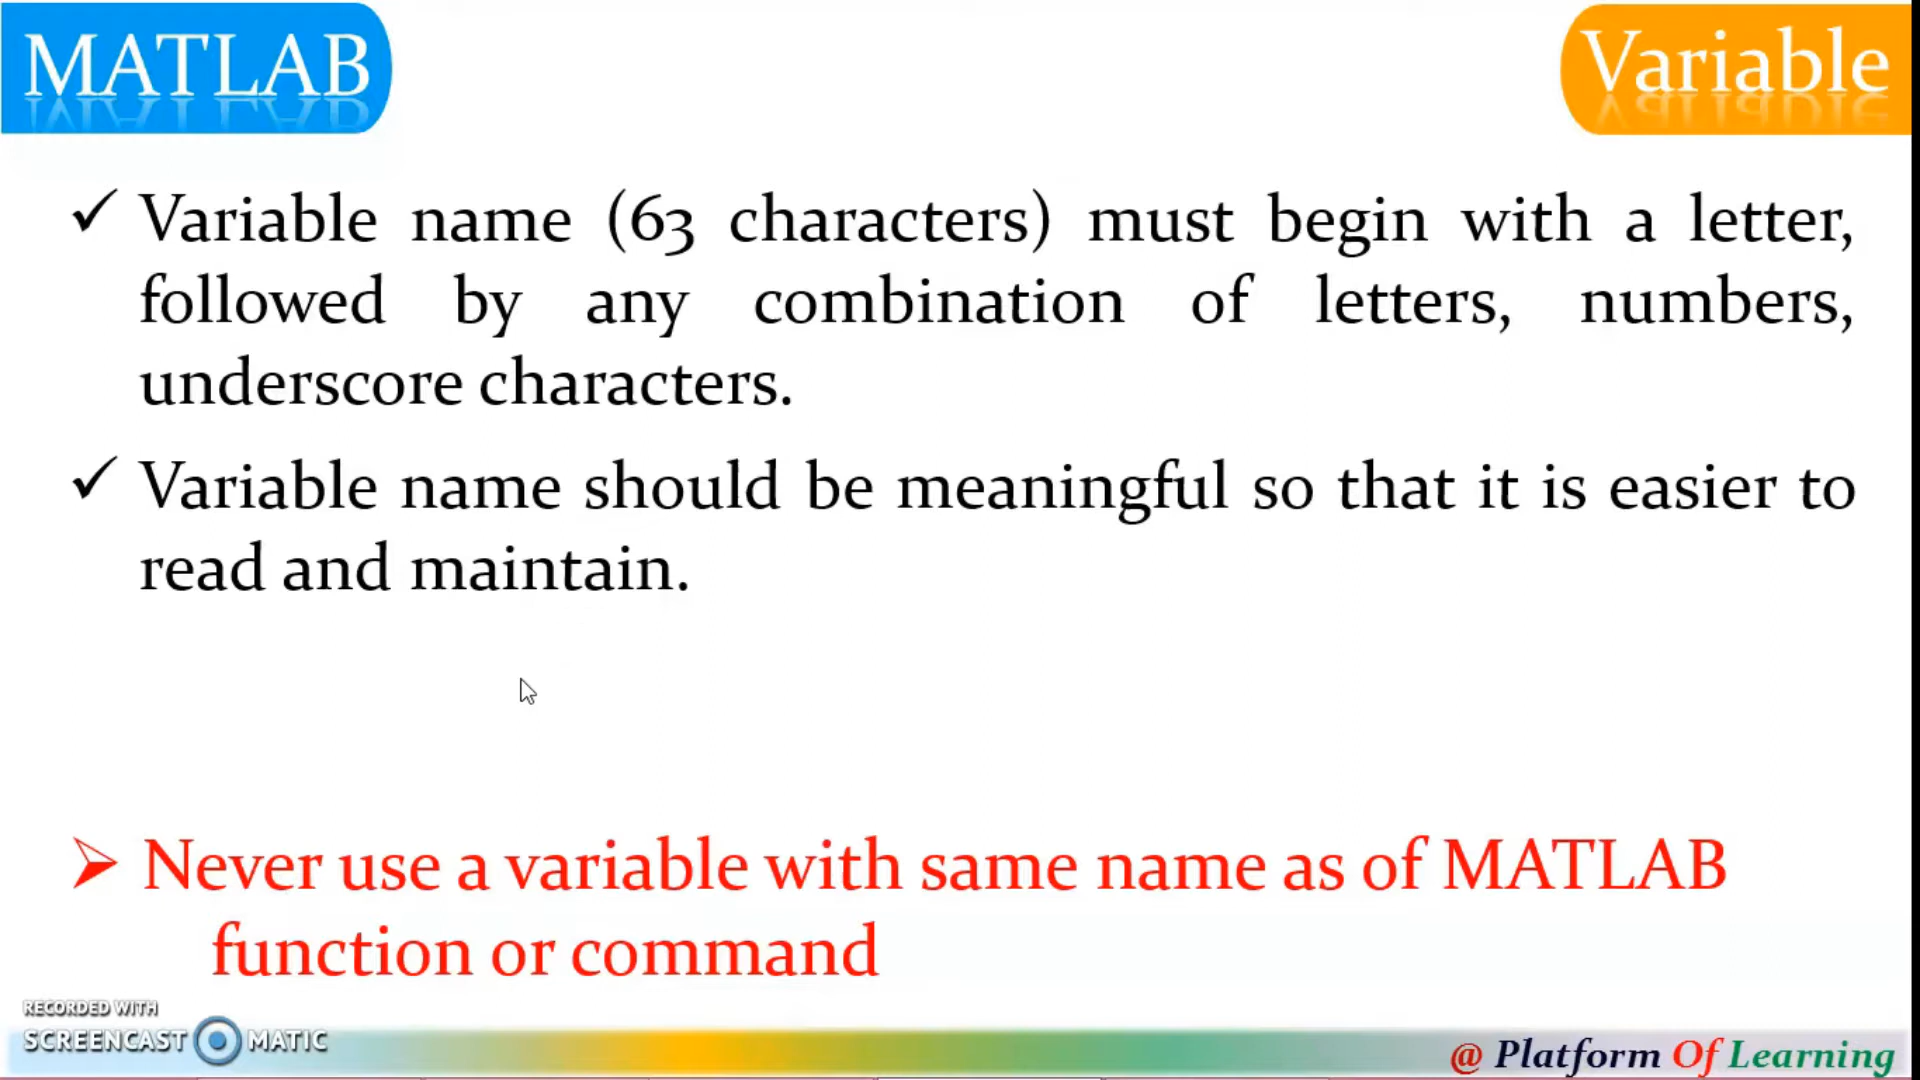 MATLAB
Variable
✓ Variable name (63 characters) must begin with a letter,
followed by any combination of letters, numbers,
underscore characters.
✓ Variable name should be meaningful so that it is easier to
read and maintain.
➢ Never use a variable with same name as of MATLAB
function or command
RECORDED WITH
SCREENCAST MATIC
@ Platform Of Learning